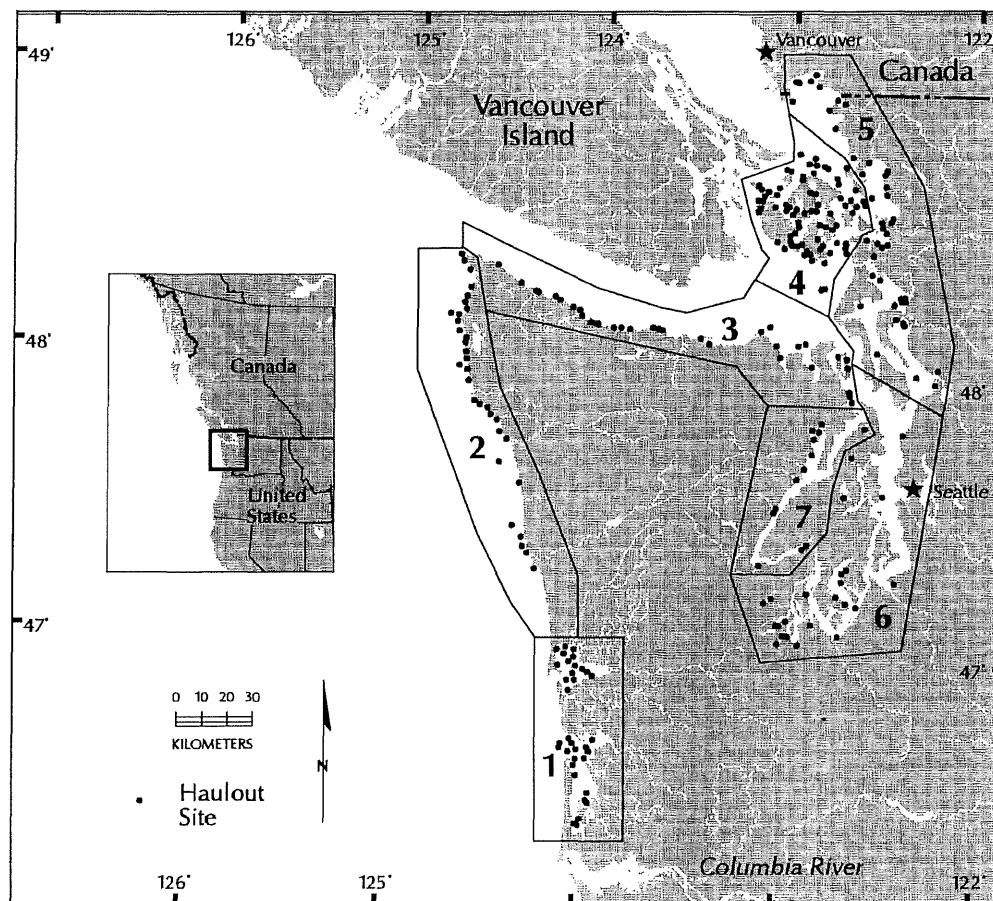 126°
125°
124°
122°
49°
Vancouver
Canada
Vancouver
Island
5
4
3
48°
48°
Canada
2
United
States
Seattle
7
6
47°
47°
0 10 20 30
KILOMETERS
N
1
Haulout
Site
Columbia River
126°
125°
122°